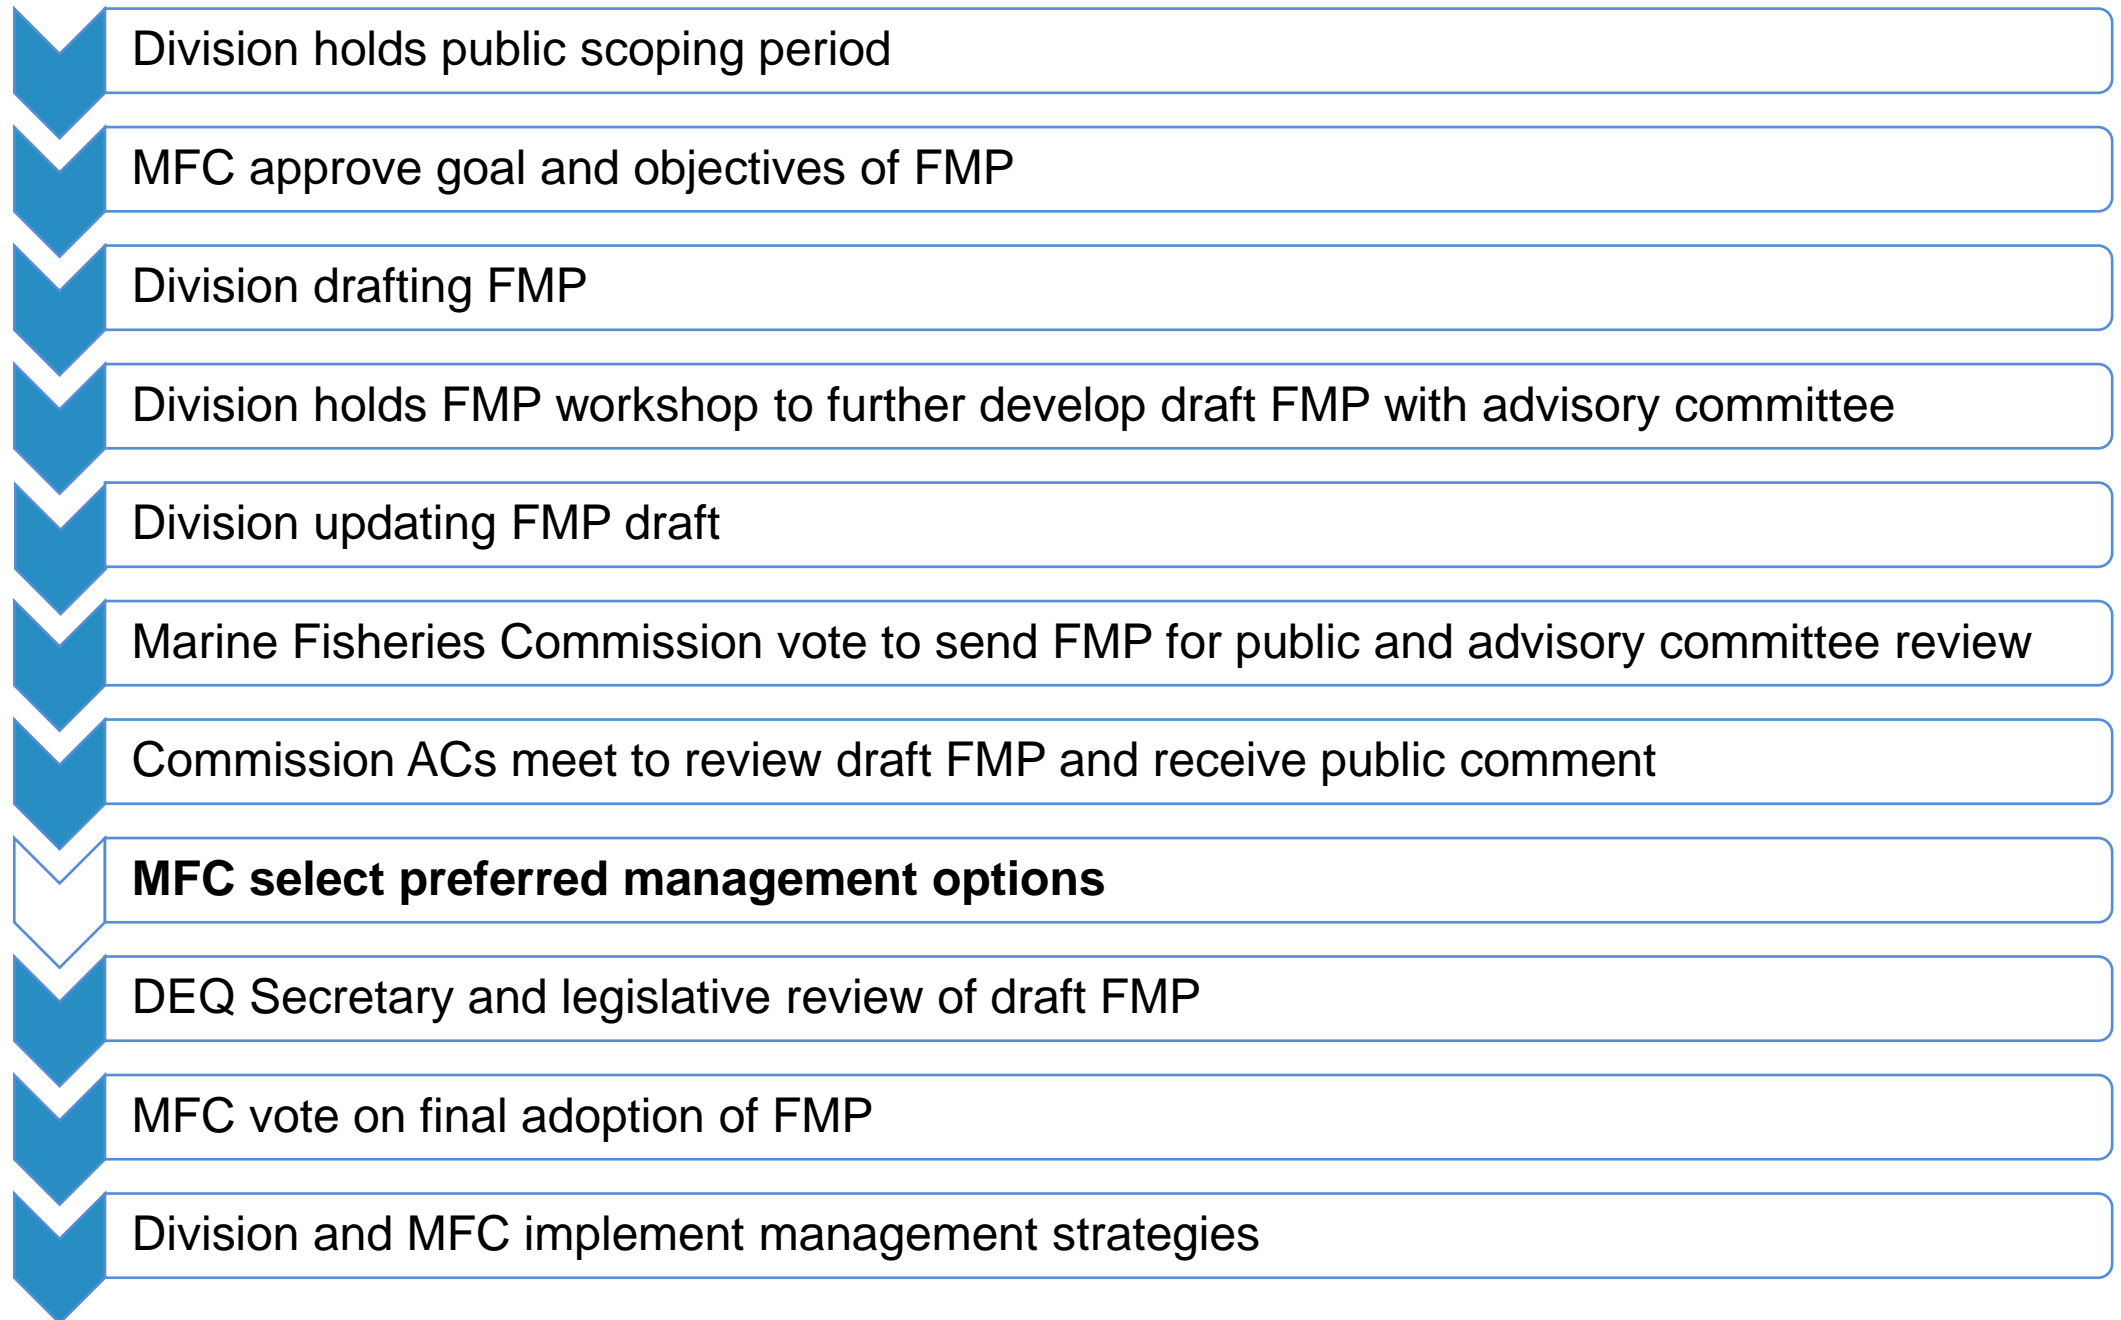 Division holds public scoping period
MFC approve goal and objectives of FMP
Division drafting FMP
Division holds FMP workshop to further develop draft FMP with advisory committee
Division updating FMP draft
Marine Fisheries Commission vote to send FMP for public and advisory committee review
Commission ACs meet to review draft FMP and receive public comment
MFC select preferred management options
DEQ Secretary and legislative review of draft FMP
MFC vote on final adoption of FMP
Division and MFC implement management strategies